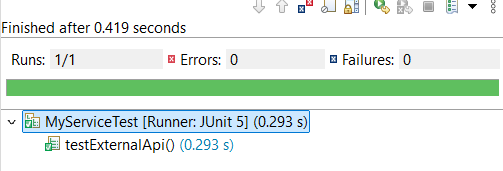 Finished after 0.419 seconds
Runs: 1/1 Errors: 0 Failures: 0
MyServiceTest [Runner: JUnit 5] (0.293 s)
testExternalApi() (0.293 s)